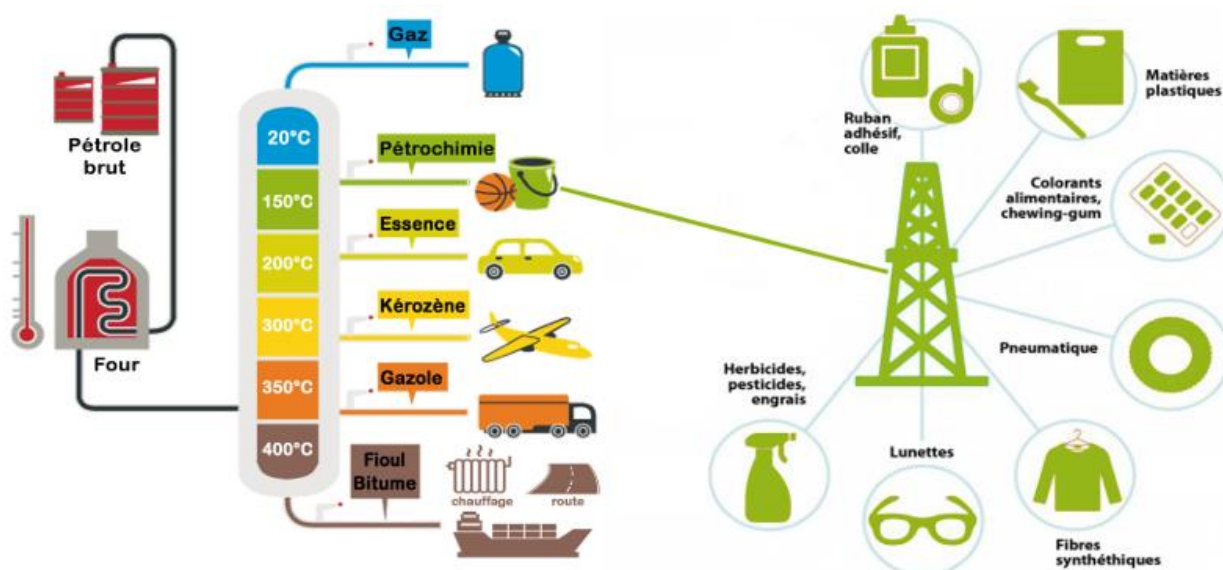 Pétrole
brut
Four
20°C
150°C
200°C
300°C
350°C
400°C
Gaz
Pétrochimie
Essence
Kérozène
Gazole
Fioul
Bitume
chauffage
route
Ruban
adhésif,
colle
Matières
plastiques
Colorants
alimentaires,
chewing-gum
Pneumatique
Herbicides,
pesticides,
engrais
Lunettes
Fibres
synthéthiques